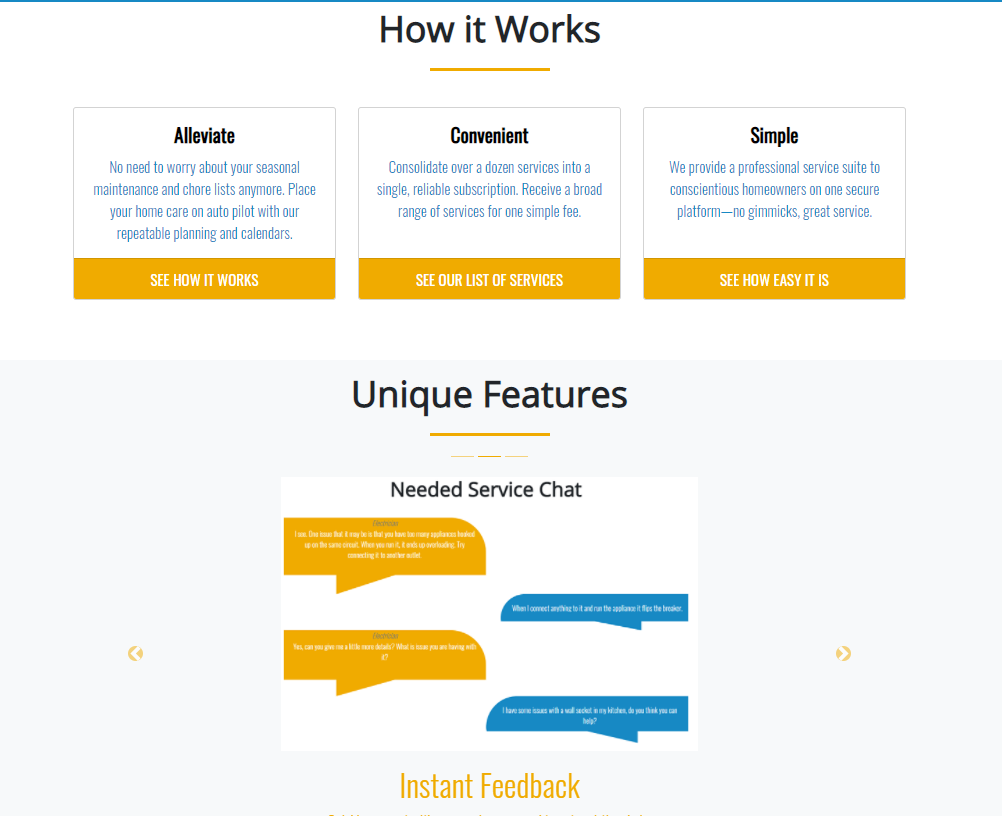 How it Works
Alleviate
No need to worry about your seasonal
maintenance and chore lists anymore. Place
your home care on auto pilot with our
repeatable planning and calendars.
SEE HOW IT WORKS
Convenient
Consolidate over a dozen services into a
single, reliable subscription. Receive a broad
range of services for one simple fee.
SEE OUR LIST OF SERVICES
Simple
We provide a professional service suite to
conscientious homeowners on one secure
platform—no gimmicks, great service.
SEE HOW EASY IT IS
Unique Features
Needed Service Chat
I see. One issue that it may be is that you have too many appliances hooked
up on the same circuit. When you run it, it ends up overloading. Try
connecting it to another outlet.
When I connect anything to it and run the appliance it flips the breaker.
Yes, can you give me a little more details? What is issue you are having with
it?
I have some issues with a wall socket in my kitchen, do you think you can
help?
Instant Feedback